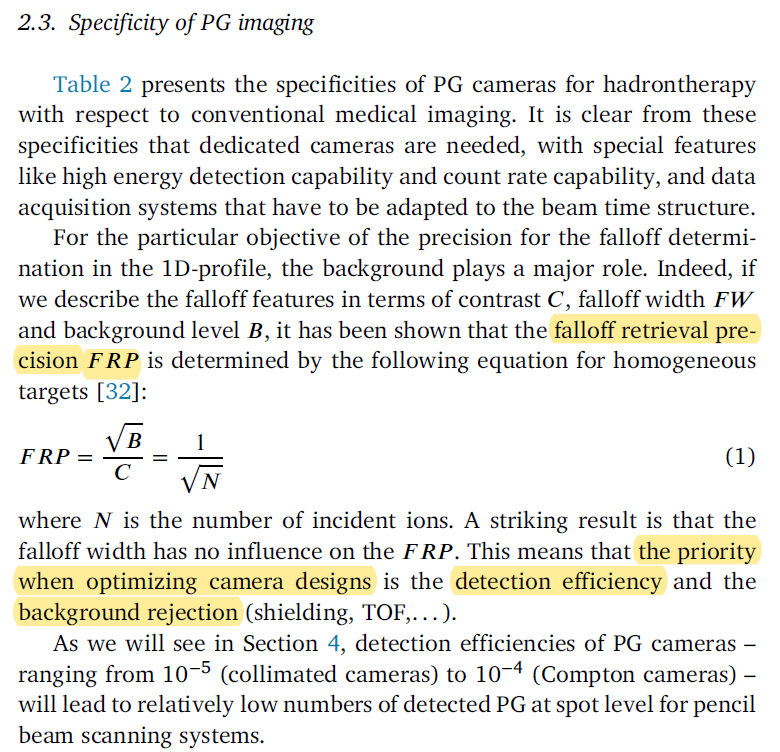 2.3. Specificity of PG imaging
Table 2 presents the specificities of PG cameras for hadrontherapy
with respect to conventional medical imaging. It is clear from these
specificities that dedicated cameras are needed, with special features
like high energy detection capability and count rate capability, and data
acquisition systems that have to be adapted to the beam time structure.
For the particular objective of the precision for the falloff determi-
nation in the 1D-profile, the background plays a major role. Indeed, if
we describe the falloff features in terms of contrast C, falloff width FW
and background level B, it has been shown that the falloff retrieval pre-
cision FRP is determined by the following equation for homogeneous
targets [32]:
FRP = √B / C = 1 / √N (1)
where N is the number of incident ions. A striking result is that the
falloff width has no influence on the FRP. This means that the priority
when optimizing camera designs is the detection efficiency and the
background rejection (shielding, TOF,…).
As we will see in Section 4, detection efficiencies of PG cameras –
ranging from 10⁻⁵ (collimated cameras) to 10⁻⁴ (Compton cameras) –
will lead to relatively low numbers of detected PG at spot level for pencil
beam scanning systems.